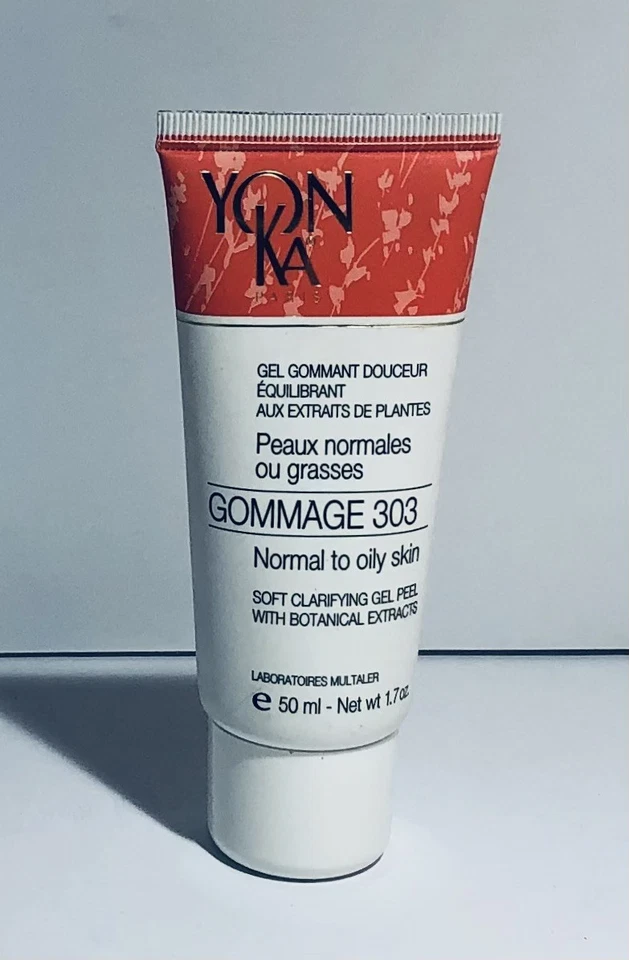 YON
KA
PARIS
GEL GOMMANT DOUCEUR
ÉQUILIBRANT
AUX EXTRAITS DE PLANTES
Peaux normales
ou grasses
GOMMAGE 303
Normal to oily skin
SOFT CLARIFYING GEL PEEL
WITH BOTANICAL EXTRACTS
LABORATOIRES MULTALER
e 50 ml - Net wt 1.7 oz.